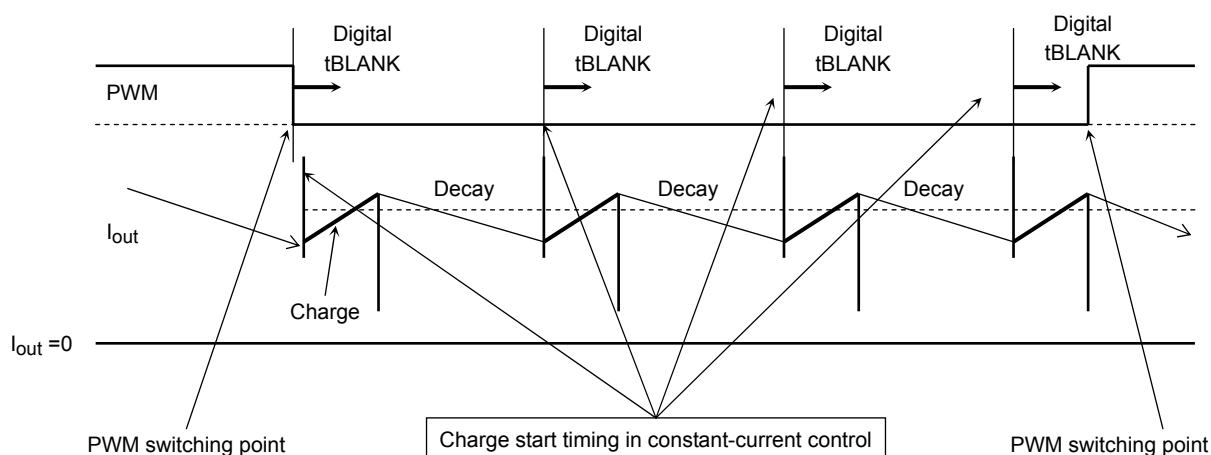 Digital
tBLANK
Digital
tBLANK
Digital
tBLANK
Digital
tBLANK
PWM
Decay
Decay
Decay
Iout
Charge
Iout =0
PWM switching point
Charge start timing in constant-current control
PWM switching point